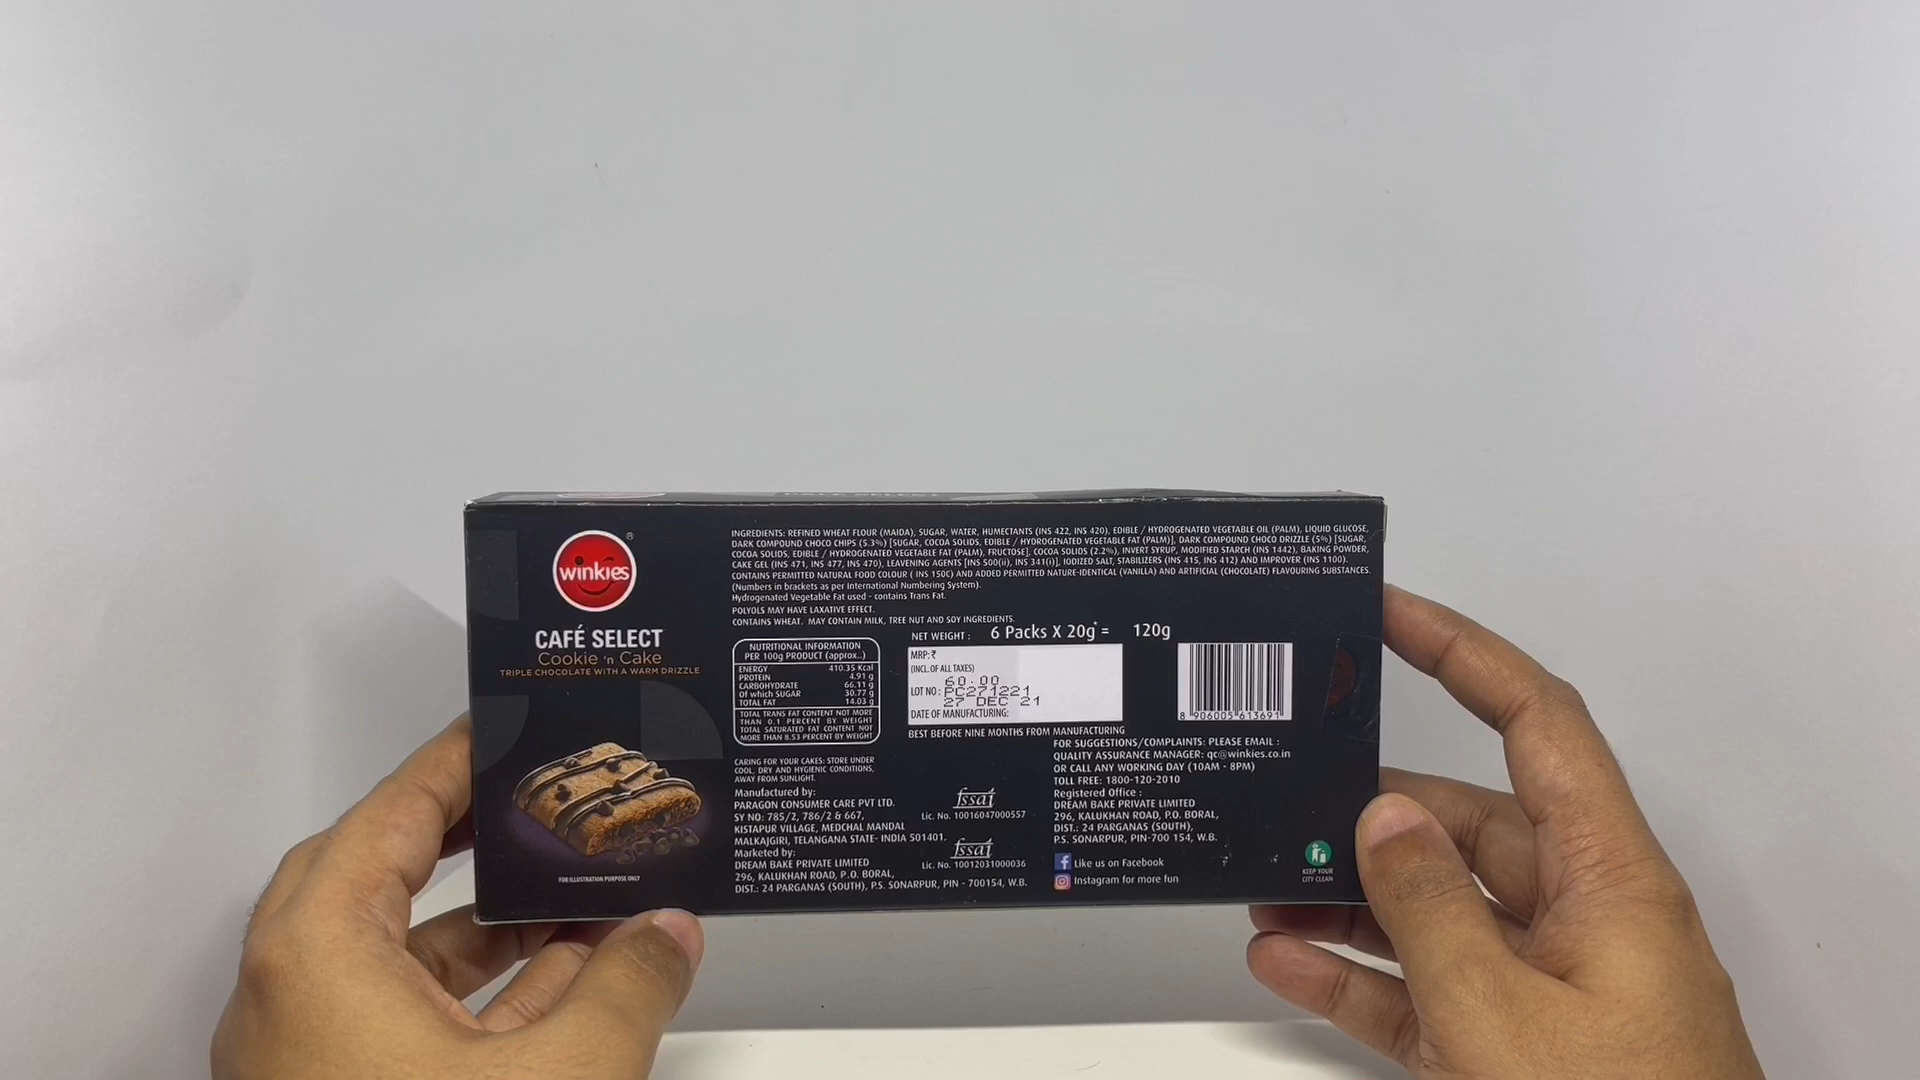 winkies
®
CAFÉ SELECT
Cookie 'n Cake
TRIPLE CHOCOLATE WITH A WARM DRIZZLE
FOR ILLUSTRATION PURPOSE ONLY
INGREDIENTS: REFINED WHEAT FLOUR (MAIDA), SUGAR, WATER, HUMECTANTS (INS 422, INS 420), EDIBLE / HYDROGENATED VEGETABLE OIL (PALM), LIQUID GLUCOSE,
DARK COMPOUND CHOCO CHIPS (5.3%) [SUGAR, COCOA SOLIDS, EDIBLE / HYDROGENATED VEGETABLE FAT (PALM)], DARK COMPOUND CHOCO DRIZZLE (5%) [SUGAR,
COCOA SOLIDS, EDIBLE / HYDROGENATED VEGETABLE FAT (PALM), FRUCTOSE], COCOA SOLIDS (2.2%), INVERT SYRUP, MODIFIED STARCH (INS 1442), BAKING POWDER,
CAKE GEL (INS 471, INS 477, INS 470), LEAVENING AGENTS [INS 500(ii), INS 341(i)], IODIZED SALT, STABILIZERS (INS 415, INS 412) AND IMPROVER (INS 1100).
CONTAINS PERMITTED NATURAL FOOD COLOUR ( INS 150C) AND ADDED PERMITTED NATURE-IDENTICAL (VANILLA) AND ARTIFICIAL (CHOCOLATE) FLAVOURING SUBSTANCES.
(Numbers in brackets as per International Numbering System).
Hydrogenated Vegetable Fat used - contains Trans Fat.
POLYOLS MAY HAVE LAXATIVE EFFECT.
CONTAINS WHEAT. MAY CONTAIN MILK, TREE NUT AND SOY INGREDIENTS.
NUTRITIONAL INFORMATION
PER 100g PRODUCT (approx..)
ENERGY 410.35 Kcal
PROTEIN 4.91 g
CARBOHYDRATE 66.11 g
Of which SUGAR 30.77 g
TOTAL FAT 14.03 g
TOTAL TRANS FAT CONTENT NOT MORE
THAN 0.1 PERCENT BY WEIGHT
TOTAL SATURATED FAT CONTENT NOT
MORE THAN 8.53 PERCENT BY WEIGHT
NET WEIGHT : 6 Packs X 20g* = 120g
MRP: ₹
(INCL. OF ALL TAXES)
60.00
LOT NO : PC271221
27 DEC 21
DATE OF MANUFACTURING:
BEST BEFORE NINE MONTHS FROM MANUFACTURING
8 906005 613691
CARING FOR YOUR CAKES: STORE UNDER
COOL, DRY AND HYGIENIC CONDITIONS,
AWAY FROM SUNLIGHT.
Manufactured by:
PARAGON CONSUMER CARE PVT LTD.
SY NO: 785/2, 786/2 & 667,
KISTAPUR VILLAGE, MEDCHAL MANDAL
MALKAJGIRI, TELANGANA STATE- INDIA 501401.
Marketed by:
DREAM BAKE PRIVATE LIMITED
296, KALUKHAN ROAD, P.O. BORAL,
DIST.: 24 PARGANAS (SOUTH), P.S. SONARPUR, PIN - 700154, W.B.
fssai
Lic. No. 10016047000557
fssai
Lic. No. 10012031000036
FOR SUGGESTIONS/COMPLAINTS: PLEASE EMAIL :
QUALITY ASSURANCE MANAGER: qc@winkies.co.in
OR CALL ANY WORKING DAY (10AM - 8PM)
TOLL FREE: 1800-120-2010
Registered Office :
DREAM BAKE PRIVATE LIMITED
296, KALUKHAN ROAD, P.O. BORAL,
DIST.: 24 PARGANAS (SOUTH),
P.S. SONARPUR, PIN-700 154, W.B.
Like us on Facebook
Instagram for more fun
KEEP YOUR
CITY CLEAN